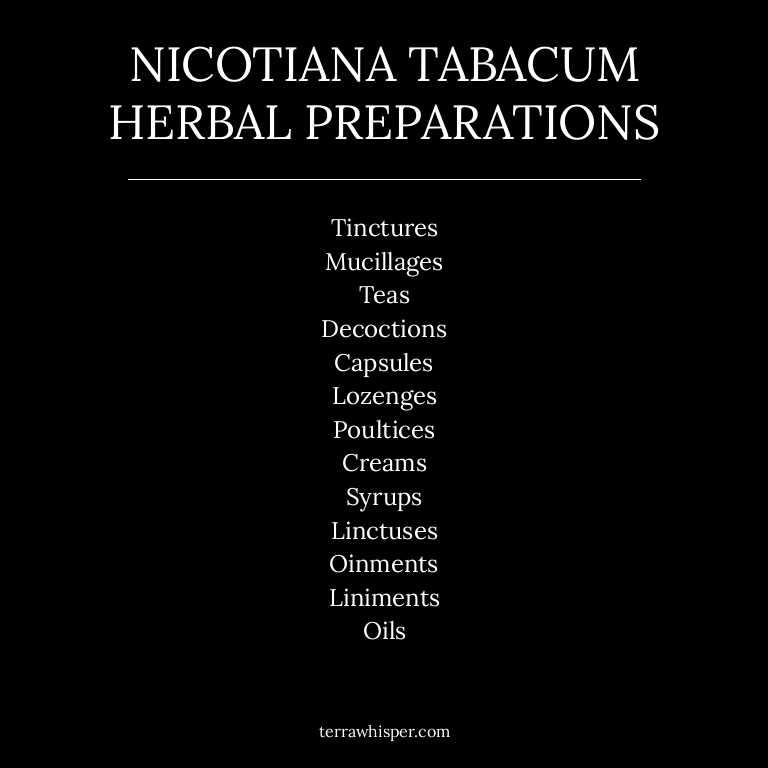 NICOTIANA TABACUM
HERBAL PREPARATIONS
Tinctures
Mucillages
Teas
Decoctions
Capsules
Lozenges
Poultices
Creams
Syrups
Linctuses
Oinments
Liniments
Oils
terrawhisper.com